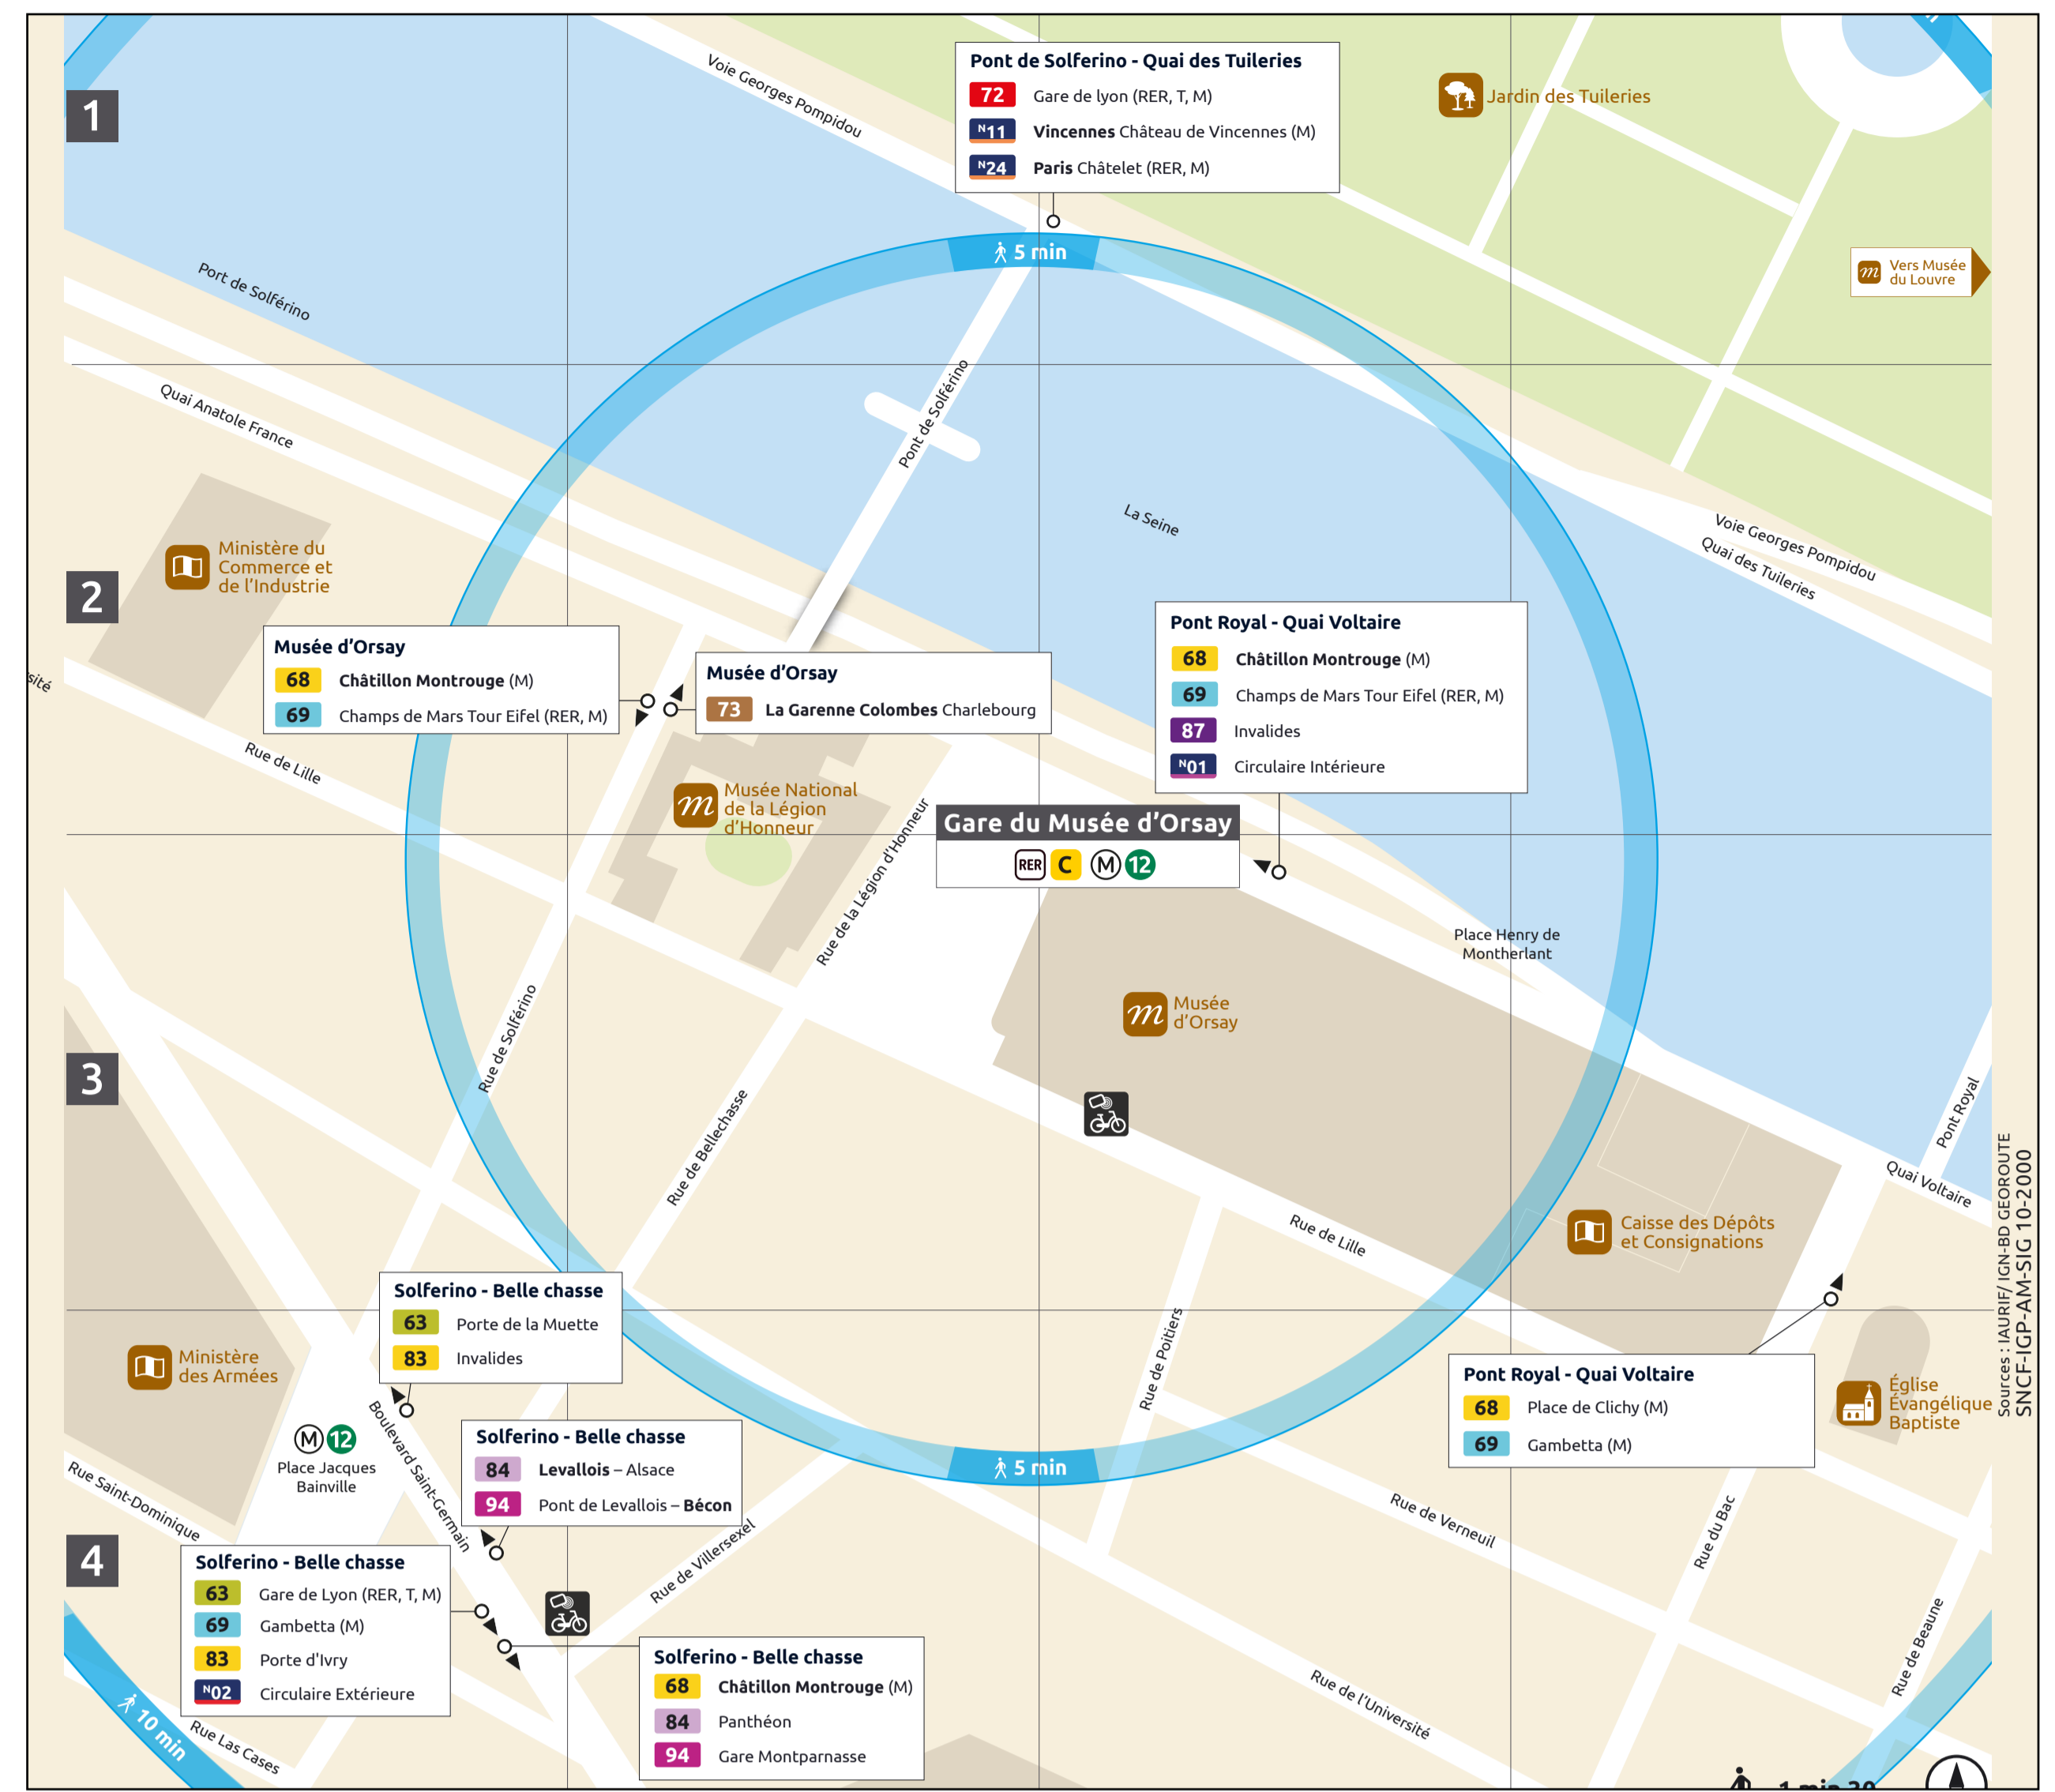 1
Voie Georges Pompidou
Pont de Solferino - Quai des Tuileries
72 Gare de lyon (RER, T, M)
N11 Vincennes Château de Vincennes (M)
N24 Paris Châtelet (RER, M)
Jardin des Tuileries
5 min
Vers Musée
du Louvre
Port de Solférino
Quai Anatole France
Pont de Solférino
La Seine
Voie Georges Pompidou
Quai des Tuileries
2
Ministère du
Commerce et
de l'Industrie
sité
Musée d'Orsay
68 Châtillon Montrouge (M)
69 Champs de Mars Tour Eifel (RER, M)
Musée d'Orsay
73 La Garenne Colombes Charlebourg
Pont Royal - Quai Voltaire
68 Châtillon Montrouge (M)
69 Champs de Mars Tour Eifel (RER, M)
87 Invalides
N01 Circulaire Intérieure
Rue de Lille
Musée National
de la Légion
d'Honneur
Rue de la Légion d'Honneur
Gare du Musée d'Orsay
RER C M 12
Place Henry de
Montherlant
3
Rue de Solférino
Rue de Bellechasse
Musée
d'Orsay
Pont Royal
Quai Voltaire
Rue de Lille
Caisse des Dépôts
et Consignations
Sources : IAURIF/ IGN-BD GEOROUTE
SNCF-IGP-AM-SIG 10-2000
Solferino - Belle chasse
63 Porte de la Muette
83 Invalides
Ministère
des Armées
Rue de Poitiers
Pont Royal - Quai Voltaire
68 Place de Clichy (M)
69 Gambetta (M)
Église
Évangélique
Baptiste
M 12
Place Jacques
Bainville
Boulevard Saint-Germain
Rue Saint-Dominique
Solferino - Belle chasse
84 Levallois – Alsace
94 Pont de Levallois – Bécon
5 min
4
Rue de Villersexel
Rue de Verneuil
Rue du Bac
Solferino - Belle chasse
63 Gare de Lyon (RER, T, M)
69 Gambetta (M)
83 Porte d'Ivry
N02 Circulaire Extérieure
Solferino - Belle chasse
68 Châtillon Montrouge (M)
84 Panthéon
94 Gare Montparnasse
Rue de l'Université
Rue de Beaune
10 min
Rue Las Cases
1 min 30